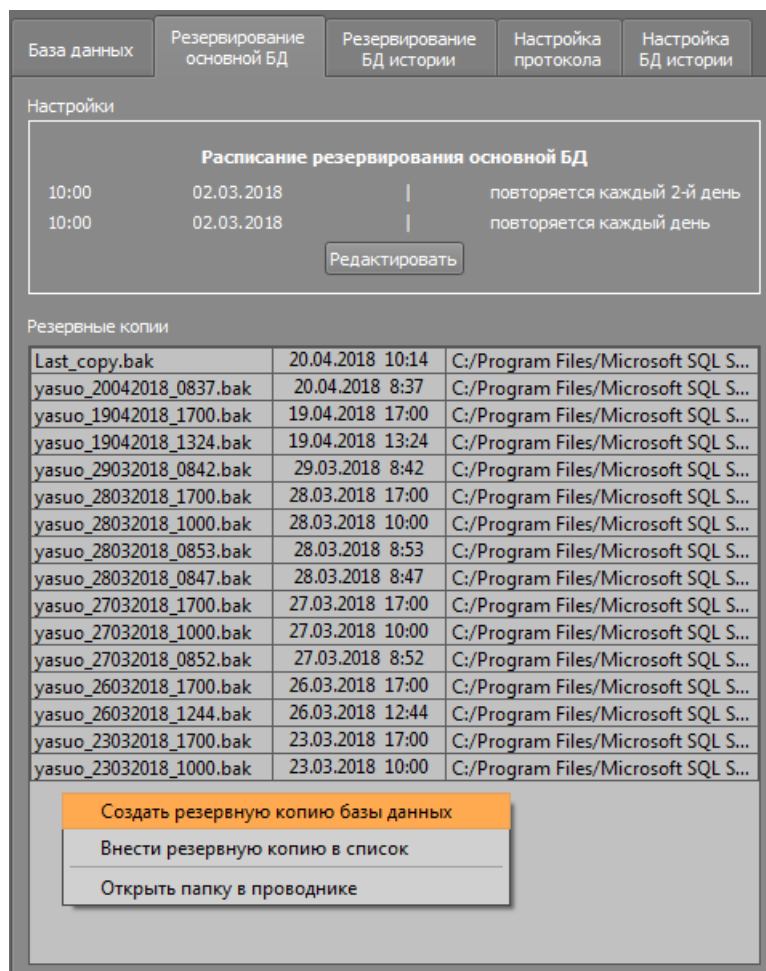 База данных
Резервирование основной БД
Резервирование БД истории
Настройка протокола
Настройка БД истории
Настройки
Расписание резервирования основной БД
10:00 02.03.2018 | повторяется каждый 2-й день
10:00 02.03.2018 | повторяется каждый день
Редактировать
Резервные копии
Last_copy.bak 20.04.2018 10:14 C:/Program Files/Microsoft SQL S...
yasuo_20042018_0837.bak 20.04.2018 8:37 C:/Program Files/Microsoft SQL S...
yasuo_19042018_1700.bak 19.04.2018 17:00 C:/Program Files/Microsoft SQL S...
yasuo_19042018_1324.bak 19.04.2018 13:24 C:/Program Files/Microsoft SQL S...
yasuo_29032018_0842.bak 29.03.2018 8:42 C:/Program Files/Microsoft SQL S...
yasuo_28032018_1700.bak 28.03.2018 17:00 C:/Program Files/Microsoft SQL S...
yasuo_28032018_1000.bak 28.03.2018 10:00 C:/Program Files/Microsoft SQL S...
yasuo_28032018_0853.bak 28.03.2018 8:53 C:/Program Files/Microsoft SQL S...
yasuo_28032018_0847.bak 28.03.2018 8:47 C:/Program Files/Microsoft SQL S...
yasuo_27032018_1700.bak 27.03.2018 17:00 C:/Program Files/Microsoft SQL S...
yasuo_27032018_1000.bak 27.03.2018 10:00 C:/Program Files/Microsoft SQL S...
yasuo_27032018_0852.bak 27.03.2018 8:52 C:/Program Files/Microsoft SQL S...
yasuo_26032018_1700.bak 26.03.2018 17:00 C:/Program Files/Microsoft SQL S...
yasuo_26032018_1244.bak 26.03.2018 12:44 C:/Program Files/Microsoft SQL S...
yasuo_23032018_1700.bak 23.03.2018 17:00 C:/Program Files/Microsoft SQL S...
yasuo_23032018_1000.bak 23.03.2018 10:00 C:/Program Files/Microsoft SQL S...
Создать резервную копию базы данных
Внести резервную копию в список
Открыть папку в проводнике